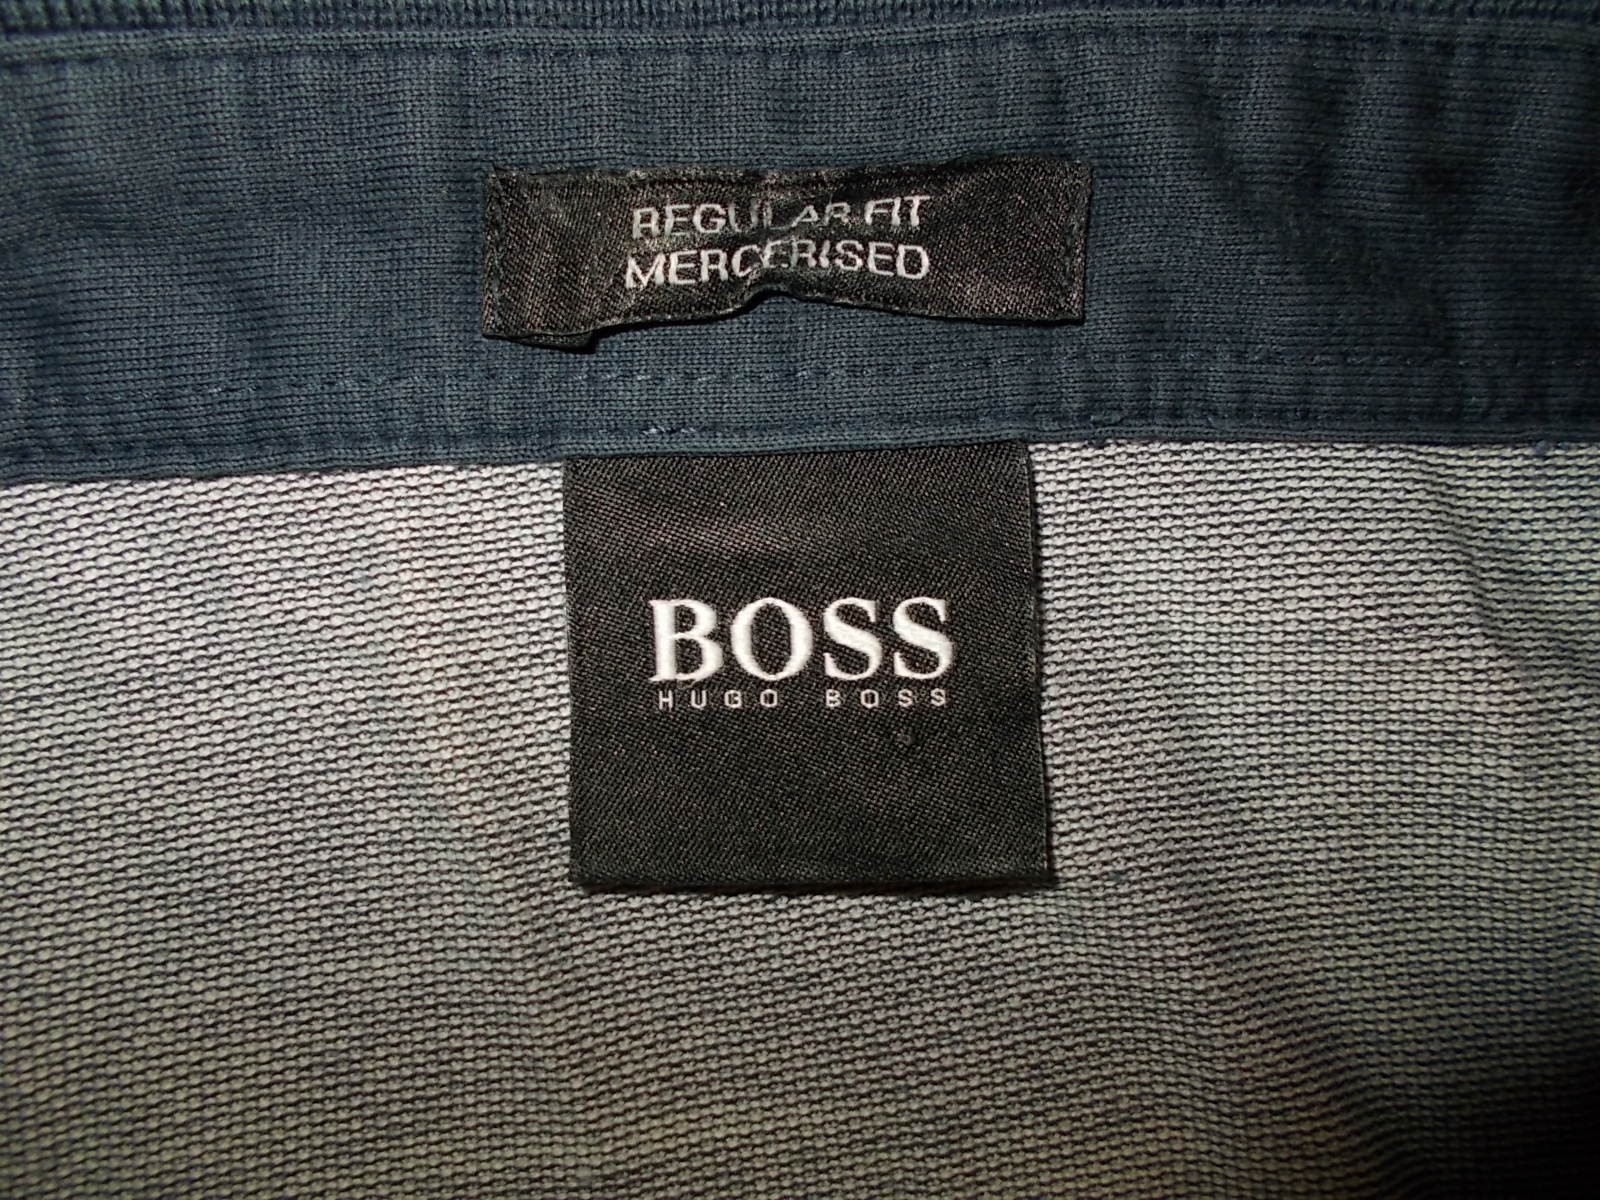 REGULAR FIT
MERCERISED
BOSS
HUGO BOSS